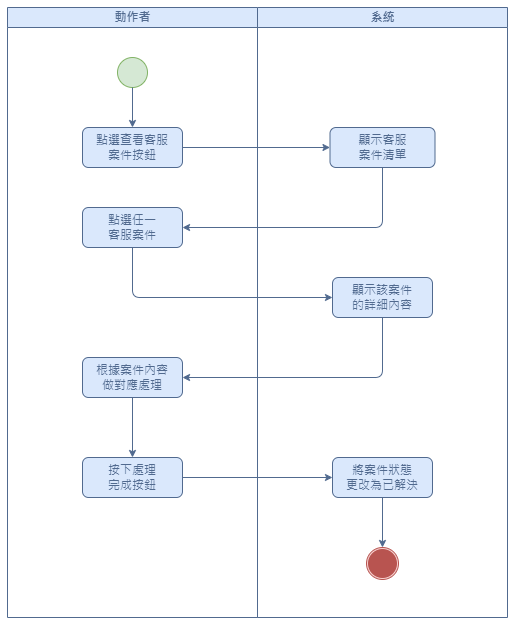 動作者
系統
點選查看客服
案件按鈕
顯示客服
案件清單
點選任一
客服案件
顯示該案件
的詳細內容
根據案件內容
做對應處理
按下處理
完成按鈕
將案件狀態
更改為已解決